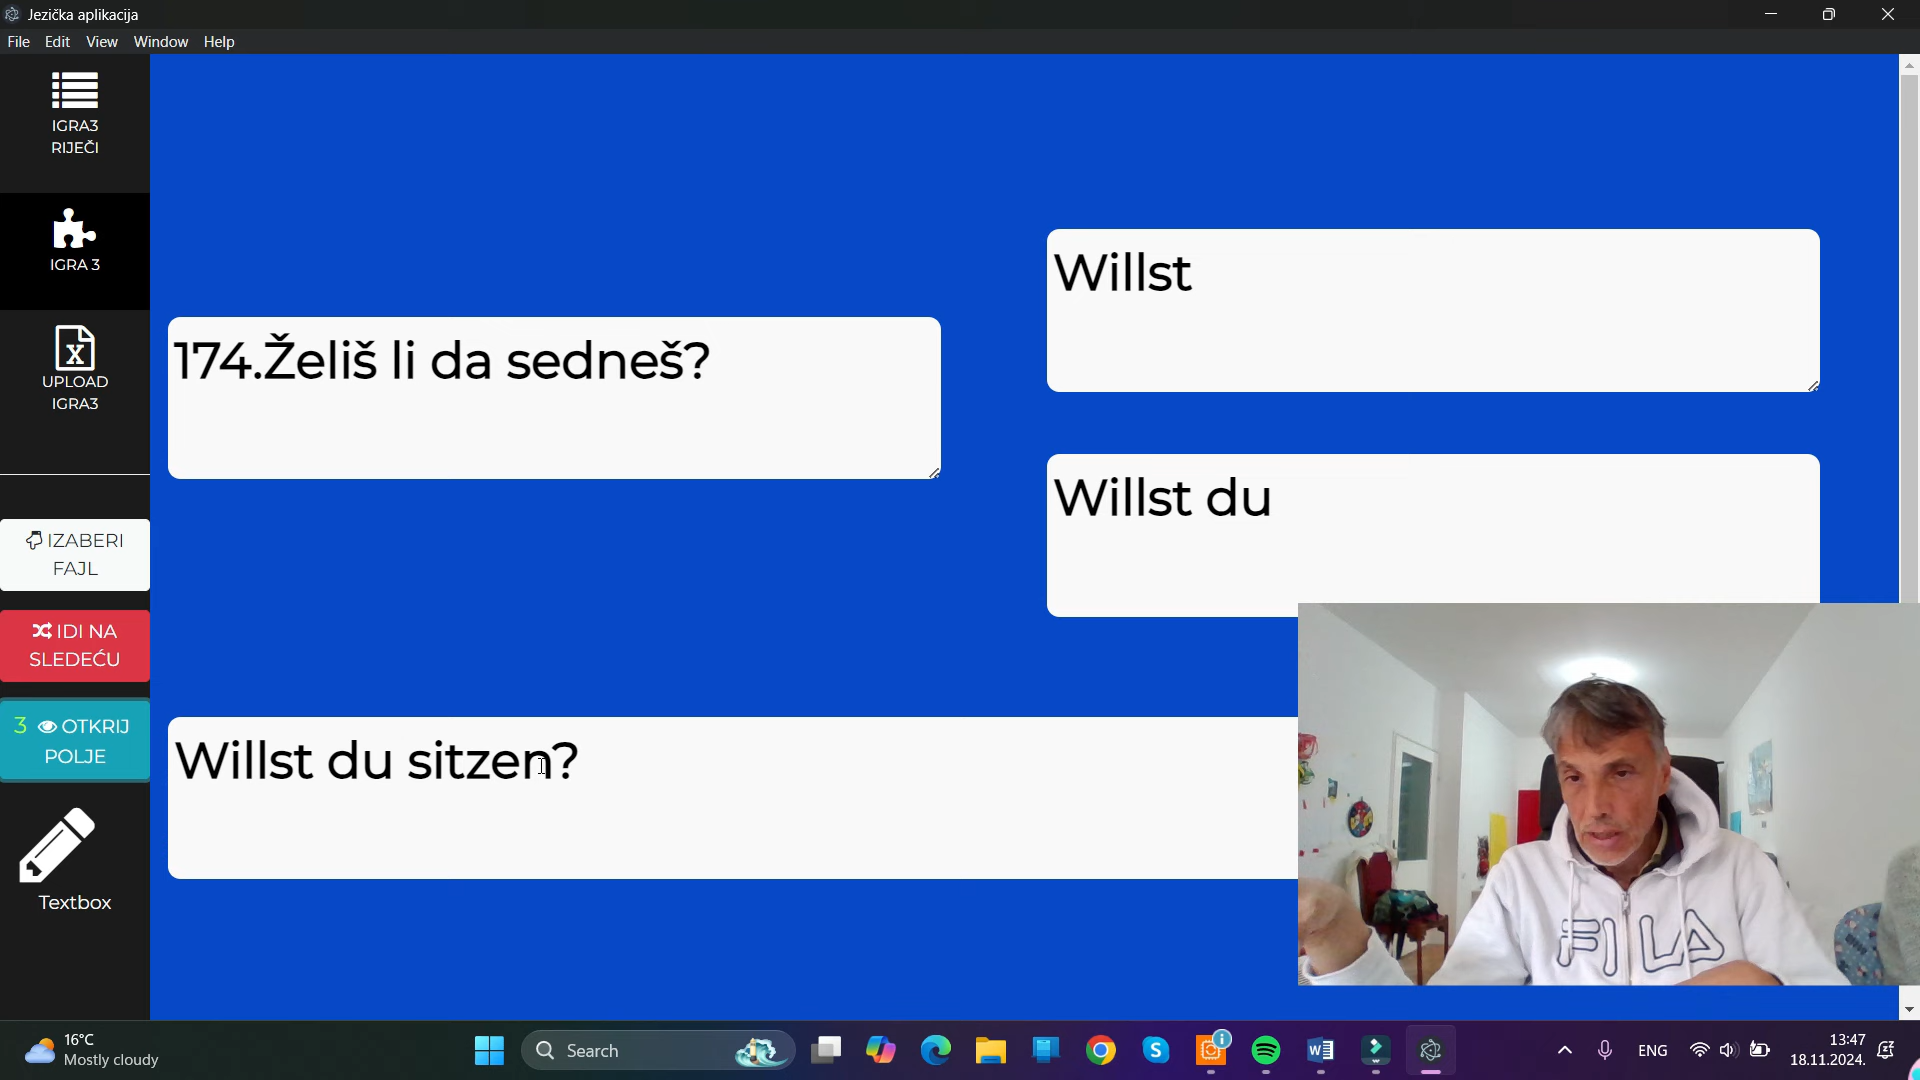 Jezička aplikacija
File Edit View Window Help
IGRA3
RIJEČI
IGRA 3
UPLOAD
IGRA3
IZABERI
FAJL
IDI NA
SLEDEĆU
3 OTKRIJ
POLJE
Textbox
174.Želiš li da sedneš?
Willst
Willst du
Willst du sitzen?
FILA
16°C
Mostly cloudy
Search
ENG
13:47
18.11.2024.